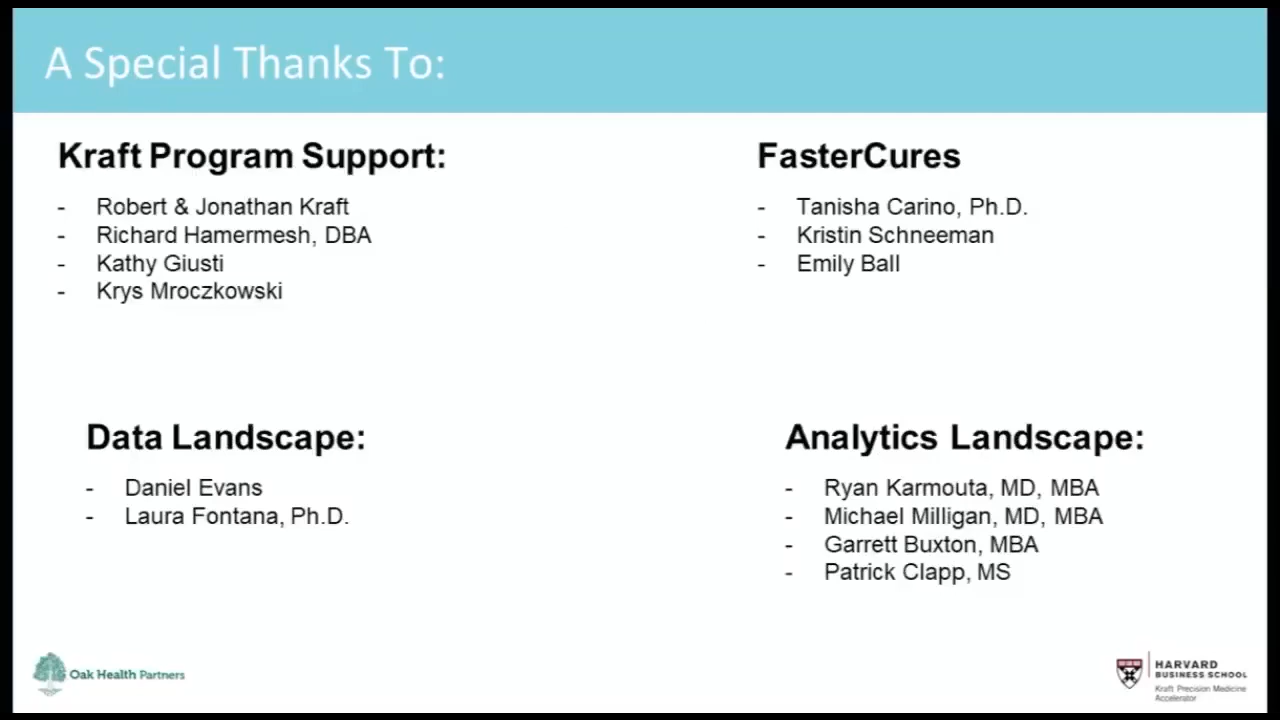 A Special Thanks To:
Kraft Program Support:
- Robert & Jonathan Kraft
- Richard Hamermesh, DBA
- Kathy Giusti
- Krys Mroczkowski
FasterCures
- Tanisha Carino, Ph.D.
- Kristin Schneeman
- Emily Ball
Data Landscape:
- Daniel Evans
- Laura Fontana, Ph.D.
Analytics Landscape:
- Ryan Karmouta, MD, MBA
- Michael Milligan, MD, MBA
- Garrett Buxton, MBA
- Patrick Clapp, MS
Oak Health Partners
HARVARD
BUSINESS SCHOOL
Kraft Precision Medicine
Accelerator